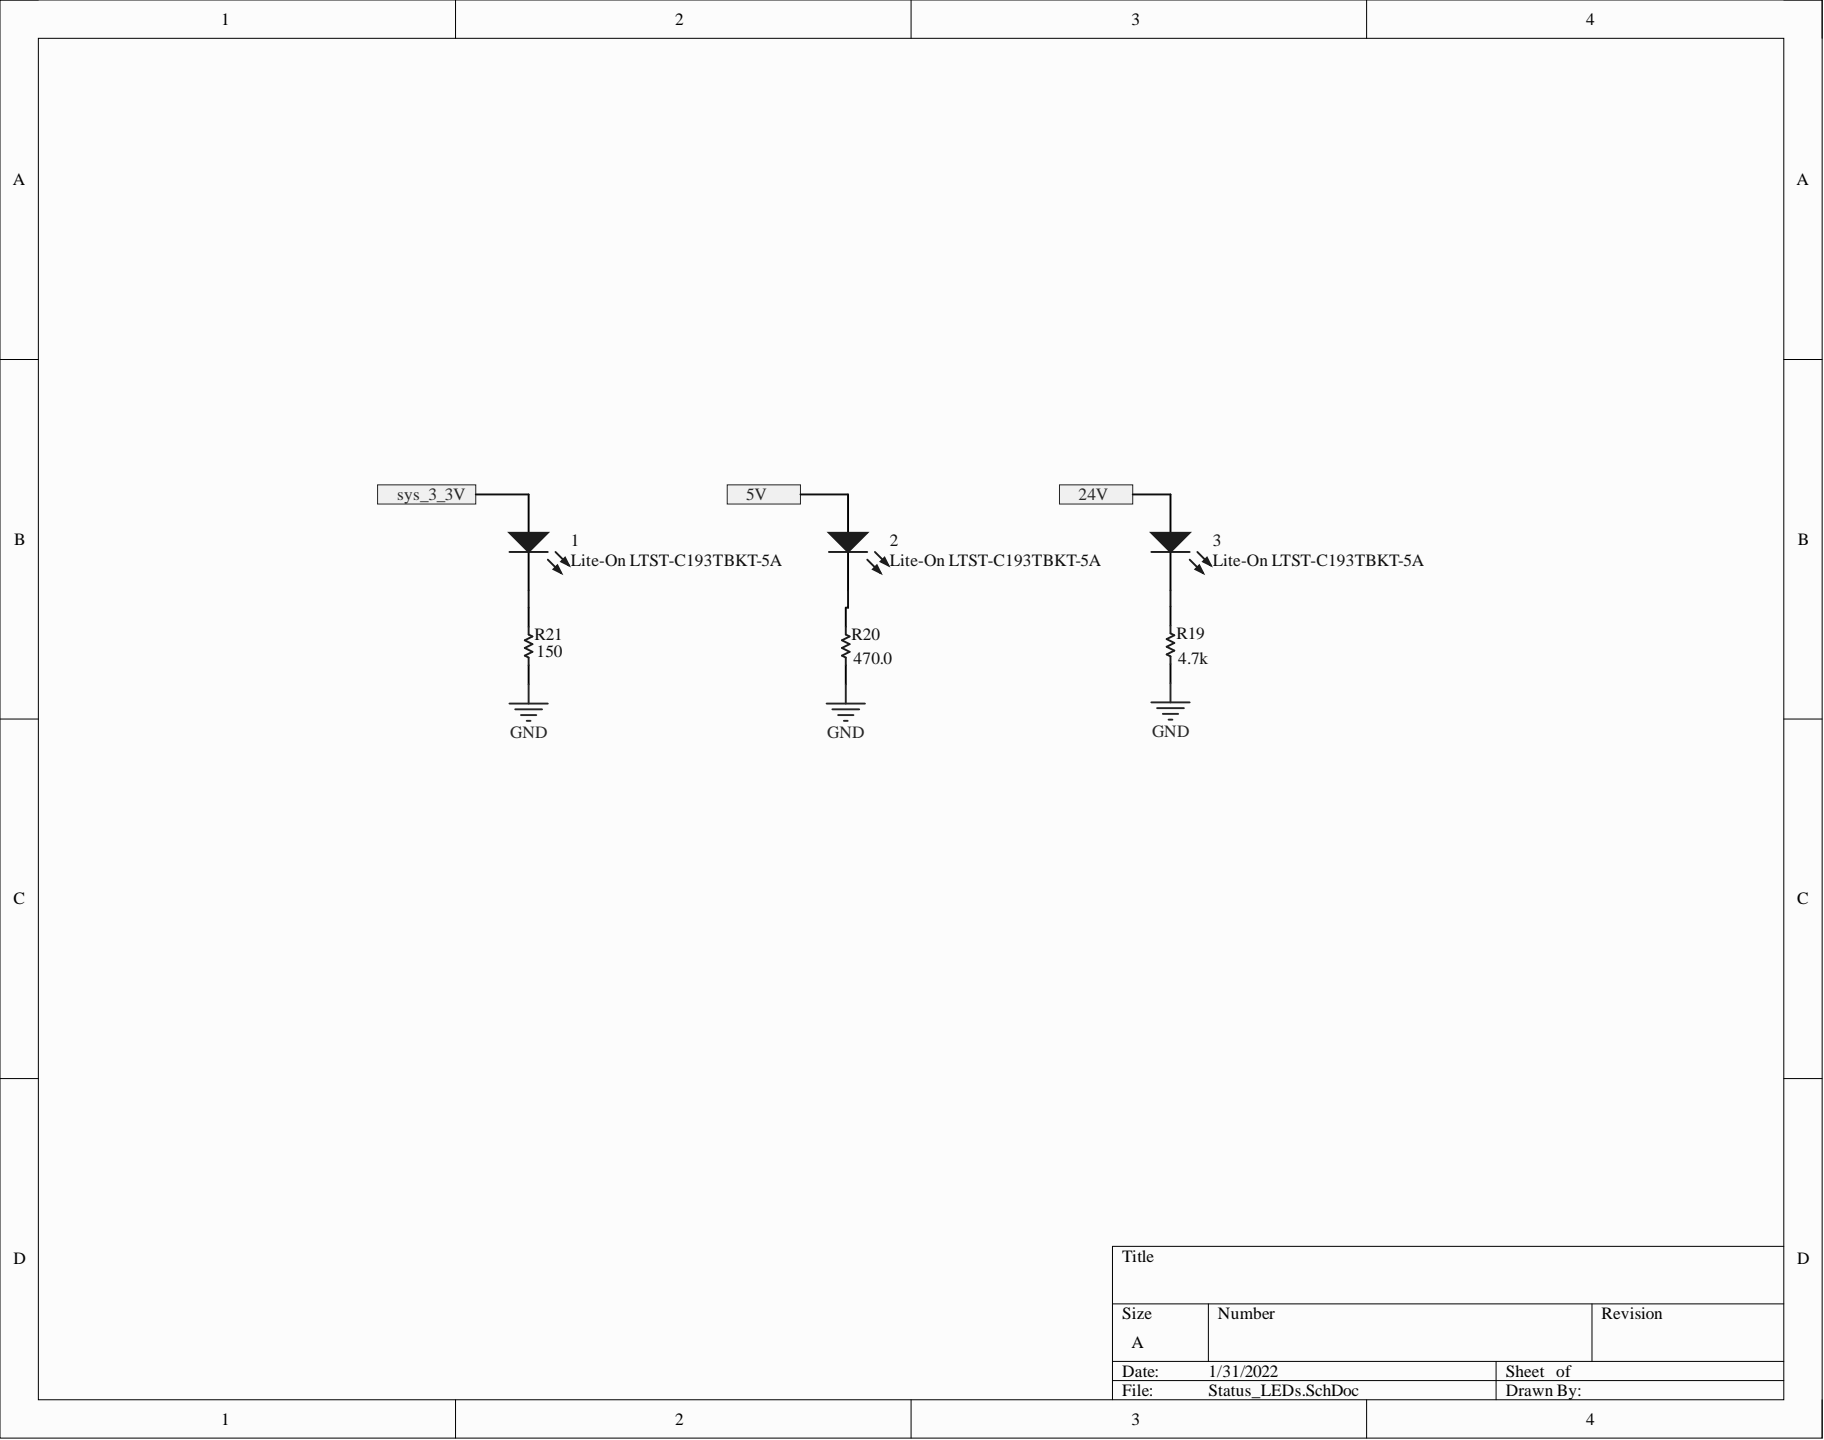 1 2 3 4
A A
sys_3_3V 5V 24V
B B
1 2 3
Lite-On LTST-C193TBKT-5A Lite-On LTST-C193TBKT-5A Lite-On LTST-C193TBKT-5A
R21 R20 R19
150 470.0 4.7k
GND GND GND
C C
D D
Title
Size Number Revision
A
Date: 1/31/2022 Sheet of
File: Status_LEDs.SchDoc Drawn By:
1 2 3 4